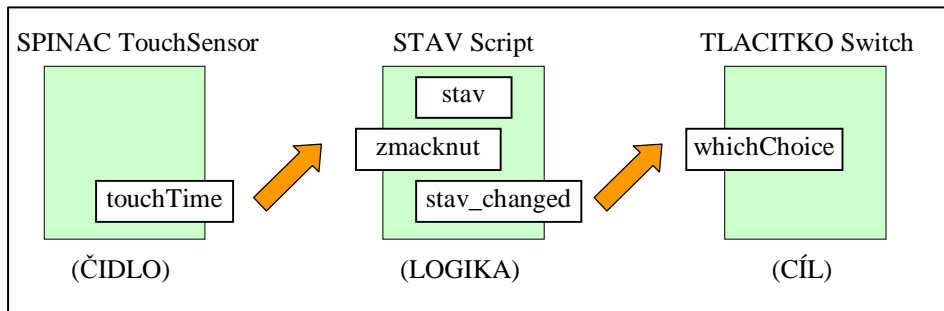 SPINAC TouchSensor
STAV Script
TLACITKO Switch
stav
zmacknut
whichChoice
touchTime
stav_changed
(ČIDLO)
(LOGIKA)
(CÍL)